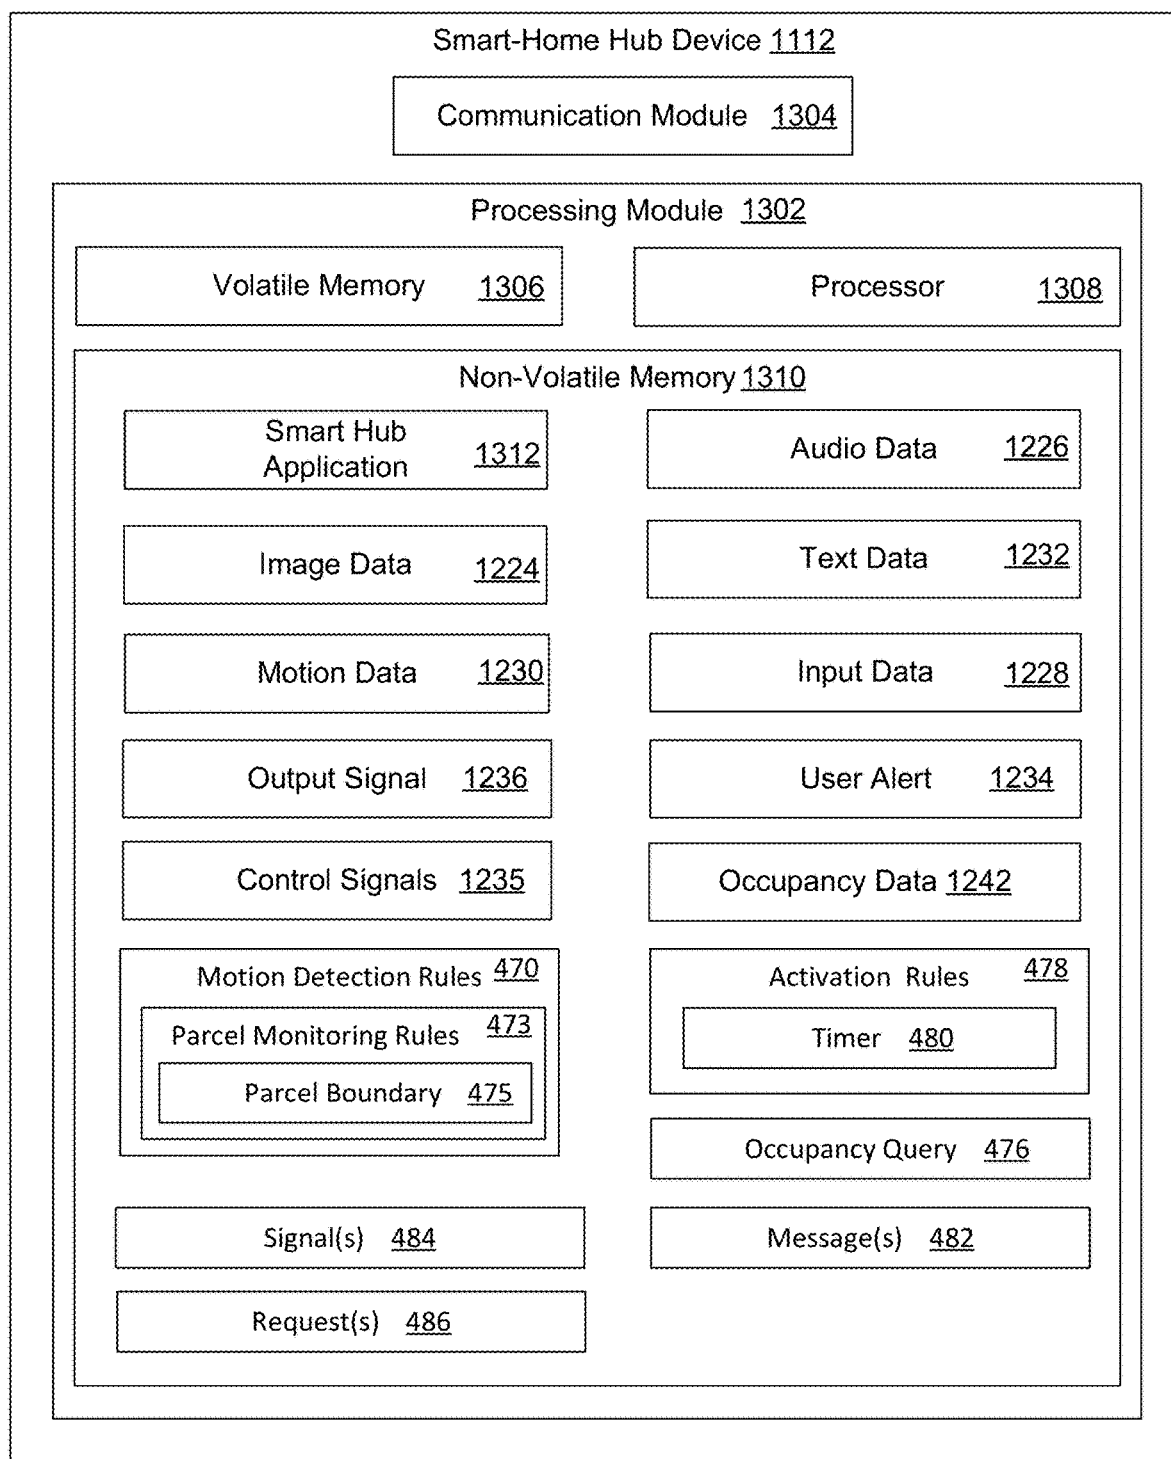 Smart-Home Hub Device 1112
Communication Module 1304
Processing Module 1302
Volatile Memory 1306
Processor 1308
Non-Volatile Memory 1310
Smart Hub
Application 1312
Audio Data 1226
Image Data 1224
Text Data 1232
Motion Data 1230
Input Data 1228
Output Signal 1236
User Alert 1234
Control Signals 1235
Occupancy Data 1242
Motion Detection Rules 470
Activation Rules 478
Parcel Monitoring Rules 473
Timer 480
Parcel Boundary 475
Occupancy Query 476
Signal(s) 484
Message(s) 482
Request(s) 486